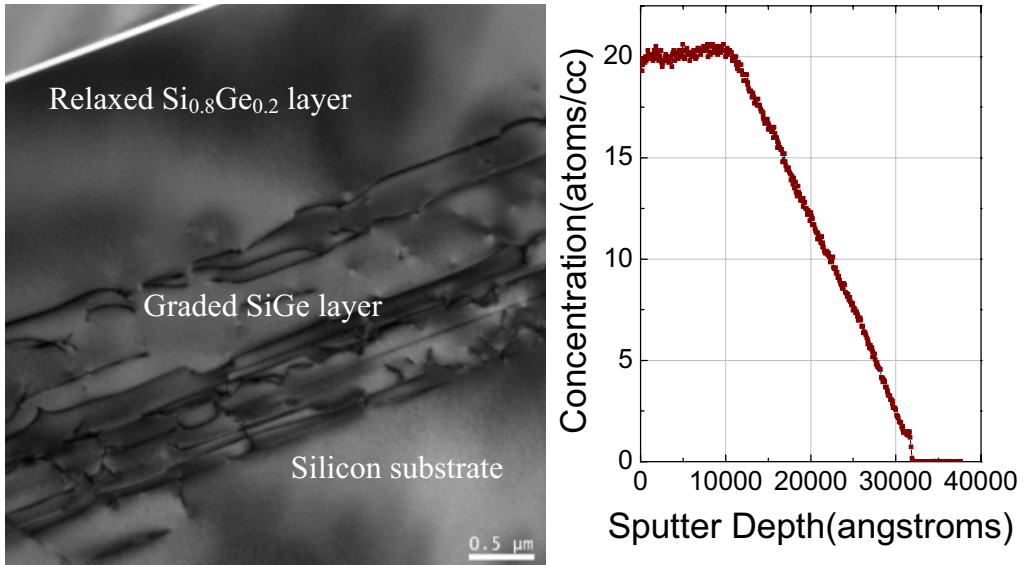 Relaxed Si₀.₈Ge₀.₂ layer
Graded SiGe layer
Silicon substrate
0.5 μm
Concentration(atoms/cc)
20
15
10
5
0
0 10000 20000 30000 40000
Sputter Depth(angstroms)